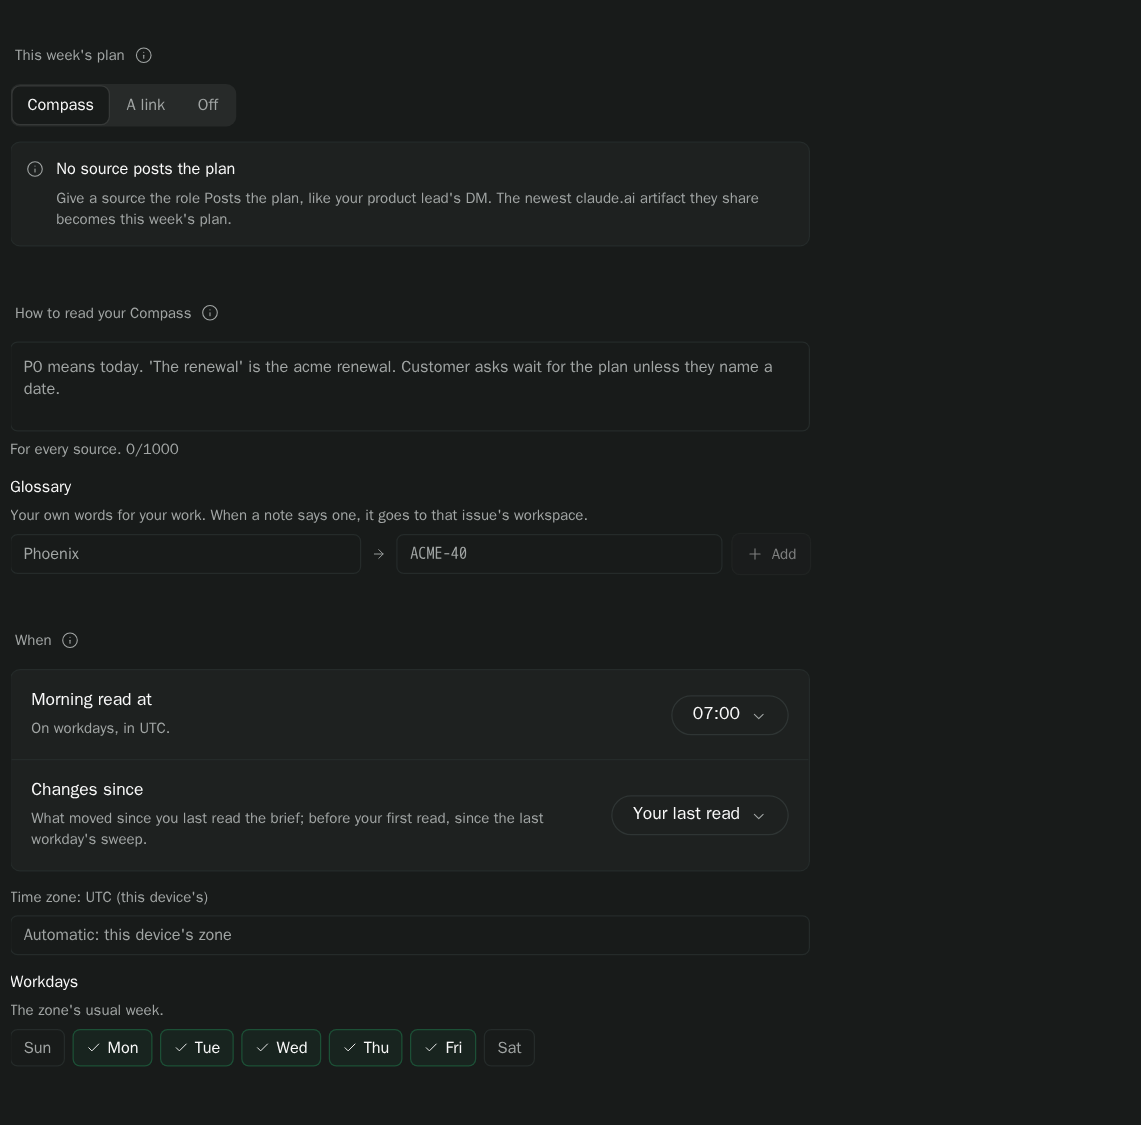 This week's plan
Compass A link Off
No source posts the plan
Give a source the role Posts the plan, like your product lead's DM. The newest claude.ai artifact they share
becomes this week's plan.
How to read your Compass
P0 means today. 'The renewal' is the acme renewal. Customer asks wait for the plan unless they name a
date.
For every source. 0/1000
Glossary
Your own words for your work. When a note says one, it goes to that issue's workspace.
Phoenix → ACME-40 + Add
When
Morning read at
07:00
On workdays, in UTC.
Changes since
What moved since you last read the brief; before your first read, since the last
workday's sweep.
Your last read
Time zone: UTC (this device's)
Automatic: this device's zone
Workdays
The zone's usual week.
Sun ✓ Mon ✓ Tue ✓ Wed ✓ Thu ✓ Fri Sat